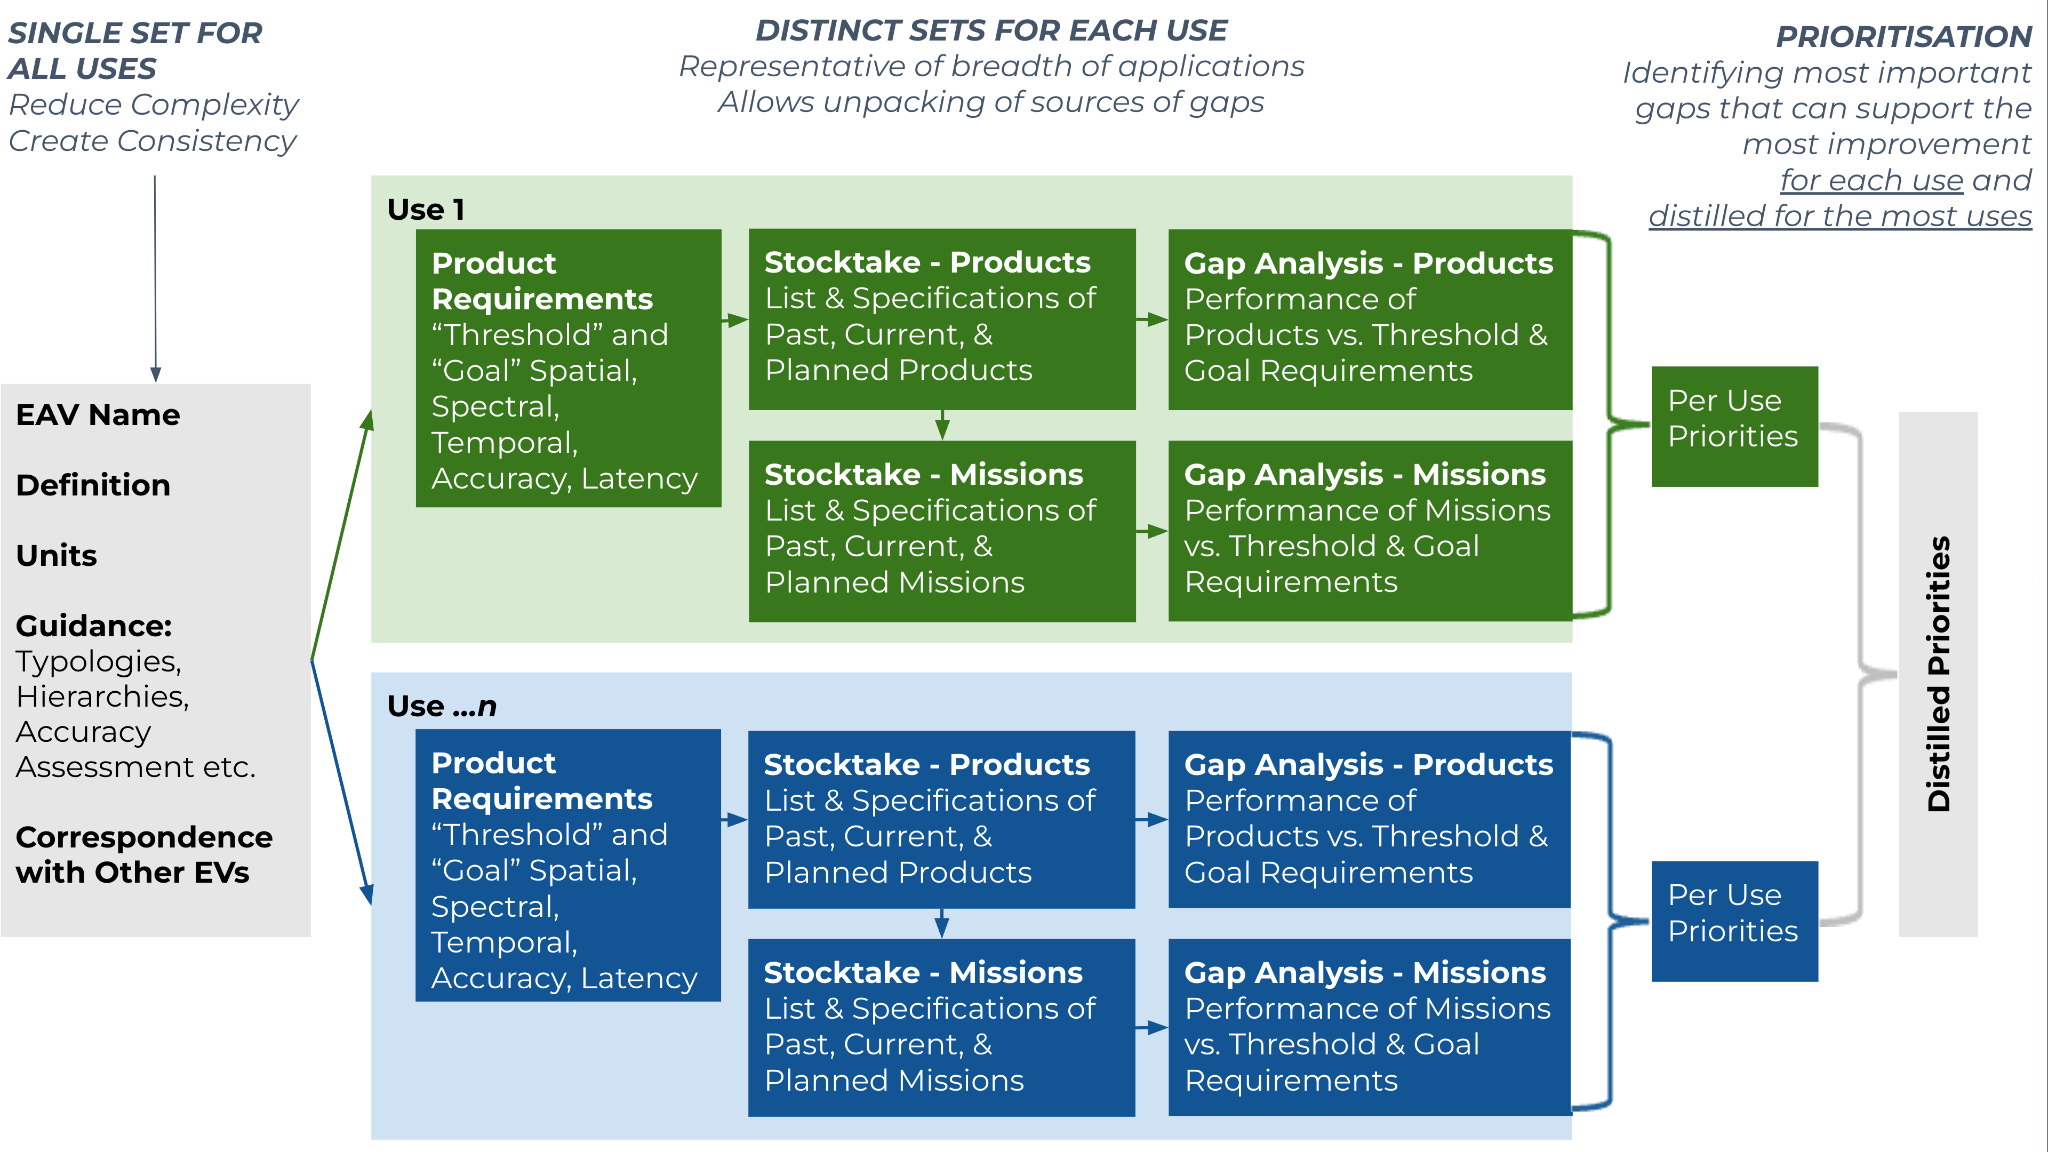 SINGLE SET FOR
ALL USES
Reduce Complexity
Create Consistency
DISTINCT SETS FOR EACH USE
Representative of breadth of applications
Allows unpacking of sources of gaps
PRIORITISATION
Identifying most important
gaps that can support the
most improvement
for each use and
distilled for the most uses
EAV Name
Definition
Units
Guidance:
Typologies,
Hierarchies,
Accuracy
Assessment etc.
Correspondence
with Other EVs
Use 1
Product
Requirements
“Threshold” and
“Goal” Spatial,
Spectral,
Temporal,
Accuracy, Latency
Stocktake - Products
List & Specifications of
Past, Current, &
Planned Products
Gap Analysis - Products
Performance of
Products vs. Threshold &
Goal Requirements
Stocktake - Missions
List & Specifications of
Past, Current, &
Planned Missions
Gap Analysis - Missions
Performance of Missions
vs. Threshold & Goal
Requirements
Per Use
Priorities
Use ...n
Product
Requirements
“Threshold” and
“Goal” Spatial,
Spectral,
Temporal,
Accuracy, Latency
Stocktake - Products
List & Specifications of
Past, Current, &
Planned Products
Gap Analysis - Products
Performance of
Products vs. Threshold &
Goal Requirements
Stocktake - Missions
List & Specifications of
Past, Current, &
Planned Missions
Gap Analysis - Missions
Performance of Missions
vs. Threshold & Goal
Requirements
Per Use
Priorities
Distilled Priorities